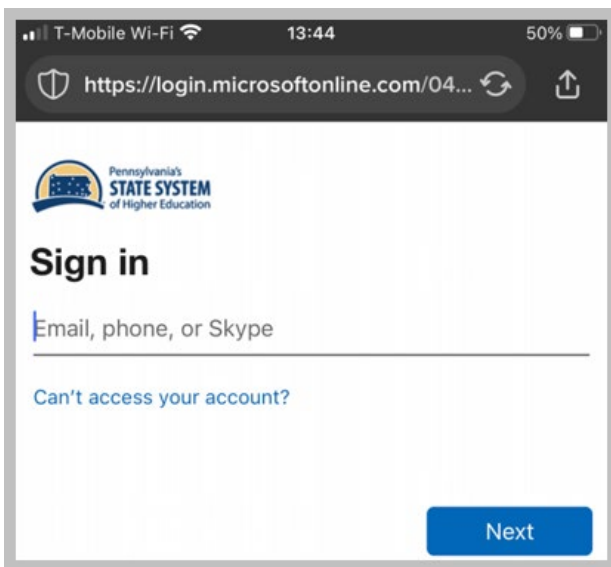 T-Mobile Wi-Fi 13:44 50%
https://login.microsoftonline.com/04...
Pennsylvania's
STATE SYSTEM
of Higher Education
Sign in
Email, phone, or Skype
Can't access your account?
Next